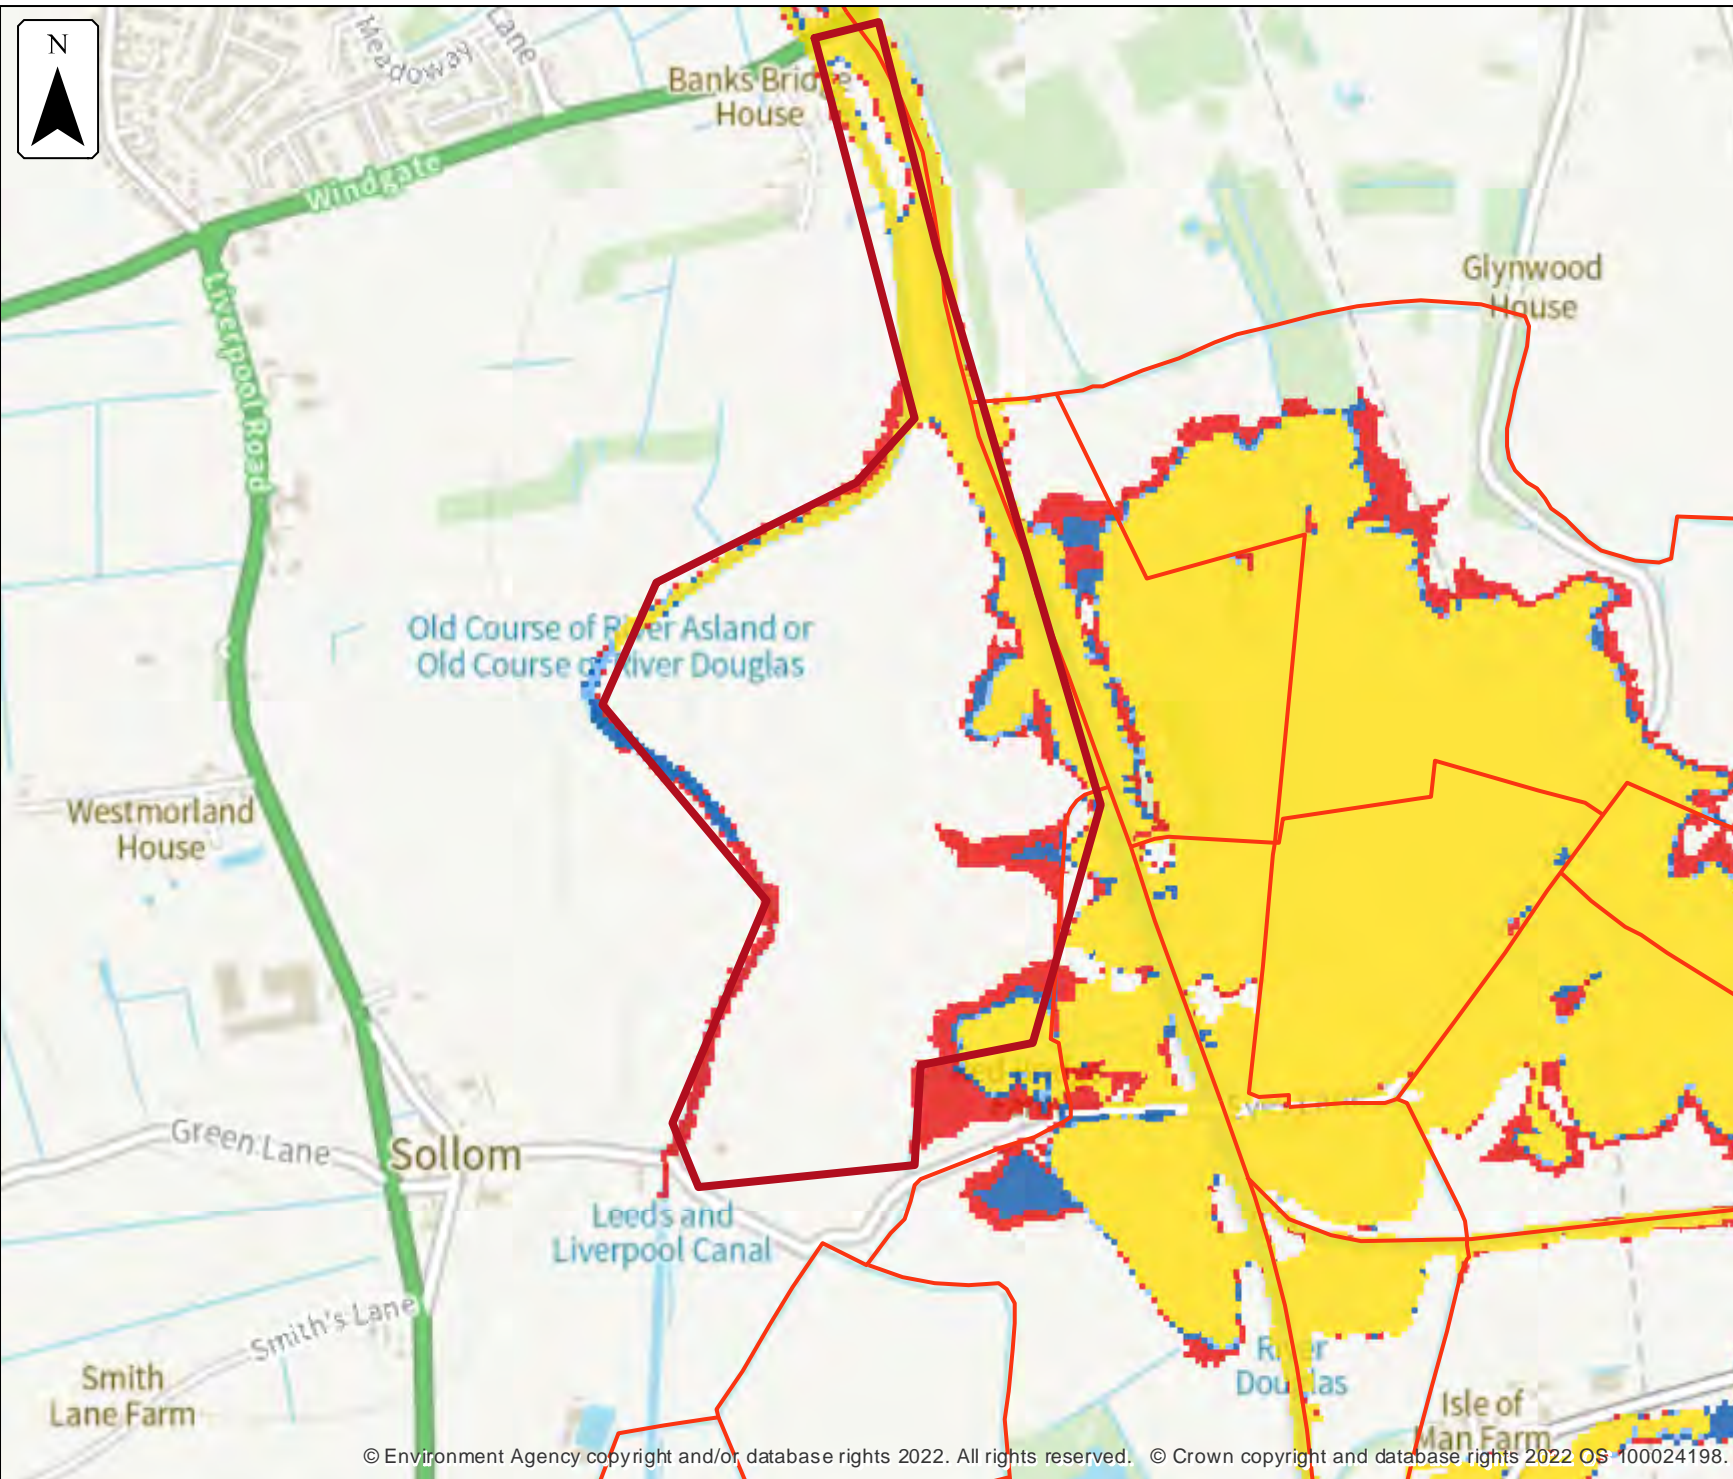 N
Meadoway
Lane
Banks Bridge
House
Windgate
Liverpool Road
Glynwood
House
Old Course of River Asland or
Old Course of River Douglas
Westmorland
House
Green Lane
Sollom
Leeds and
Liverpool Canal
Smith's Lane
Smith
Lane Farm
River
Douglas
Isle of
Man Farm
© Environment Agency copyright and/or database rights 2022. All rights reserved. © Crown copyright and database rights 2022 OS 100024198